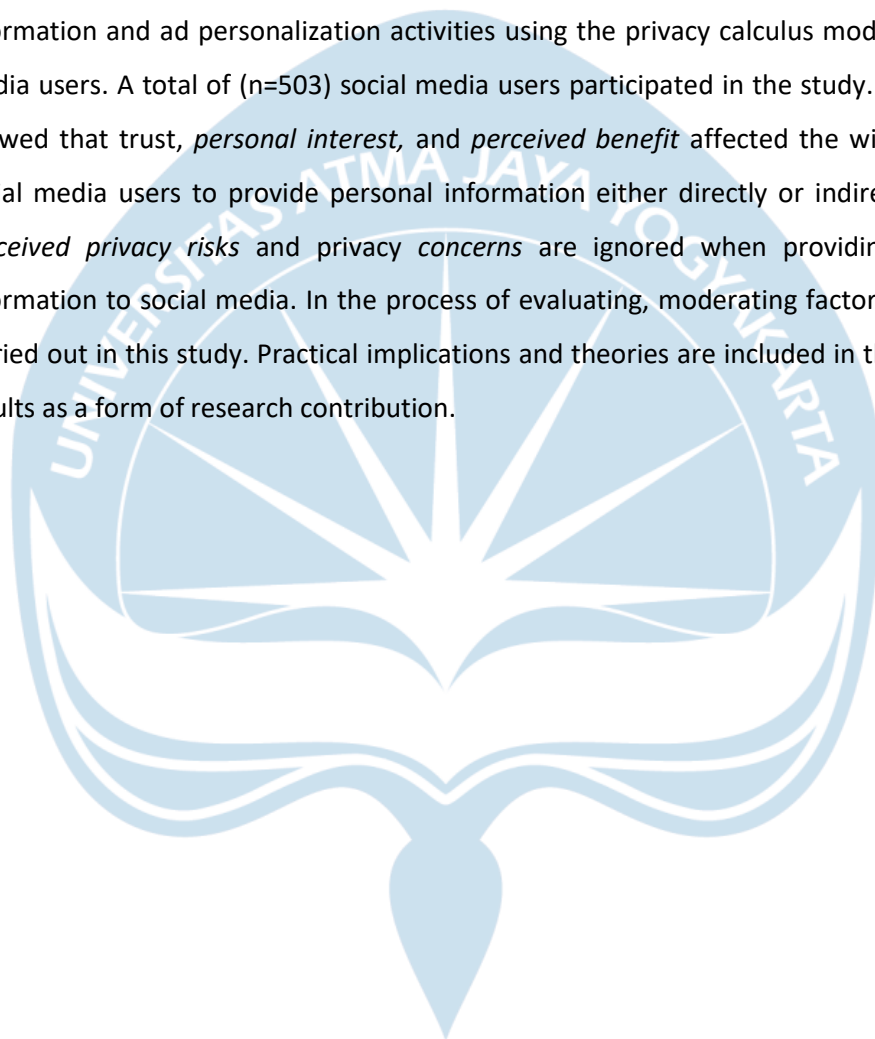 ormation and ad personalization activities using the privacy calculus mod
dia users. A total of (n=503) social media users participated in the study.
wed that trust, personal interest, and perceived benefit affected the wi
al media users to provide personal information either directly or indire
ceived privacy risks and privacy concerns are ignored when providin
ormation to social media. In the process of evaluating, moderating factor
ried out in this study. Practical implications and theories are included in t
ults as a form of research contribution.
UNIVERSITAS ATMA JAYA YOGYAKARTA